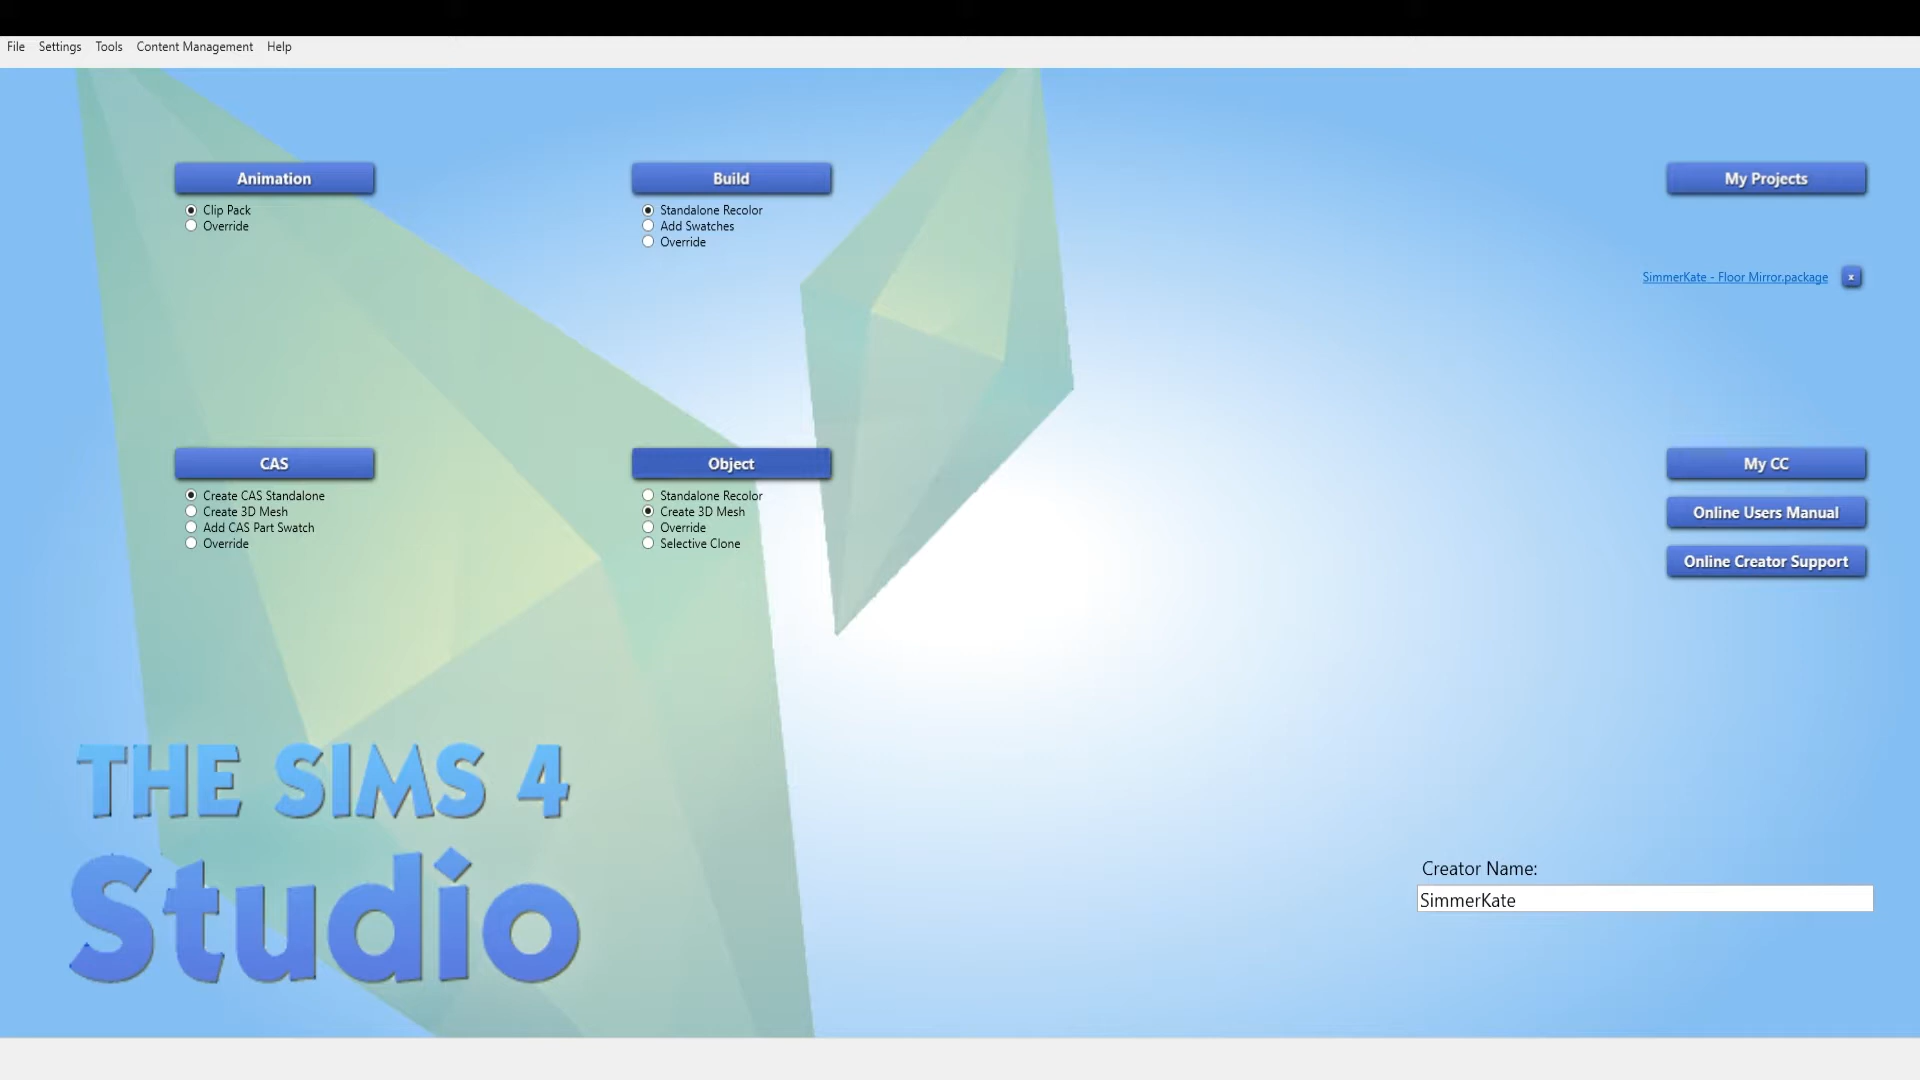 File Settings Tools Content Management Help
Animation
Clip Pack
Override
Build
Standalone Recolor
Add Swatches
Override
My Projects
SimmerKate - Floor Mirror.package x
CAS
Create CAS Standalone
Create 3D Mesh
Add CAS Part Swatch
Override
Object
Standalone Recolor
Create 3D Mesh
Override
Selective Clone
My CC
Online Users Manual
Online Creator Support
THE SIMS 4
Studio
Creator Name:
SimmerKate